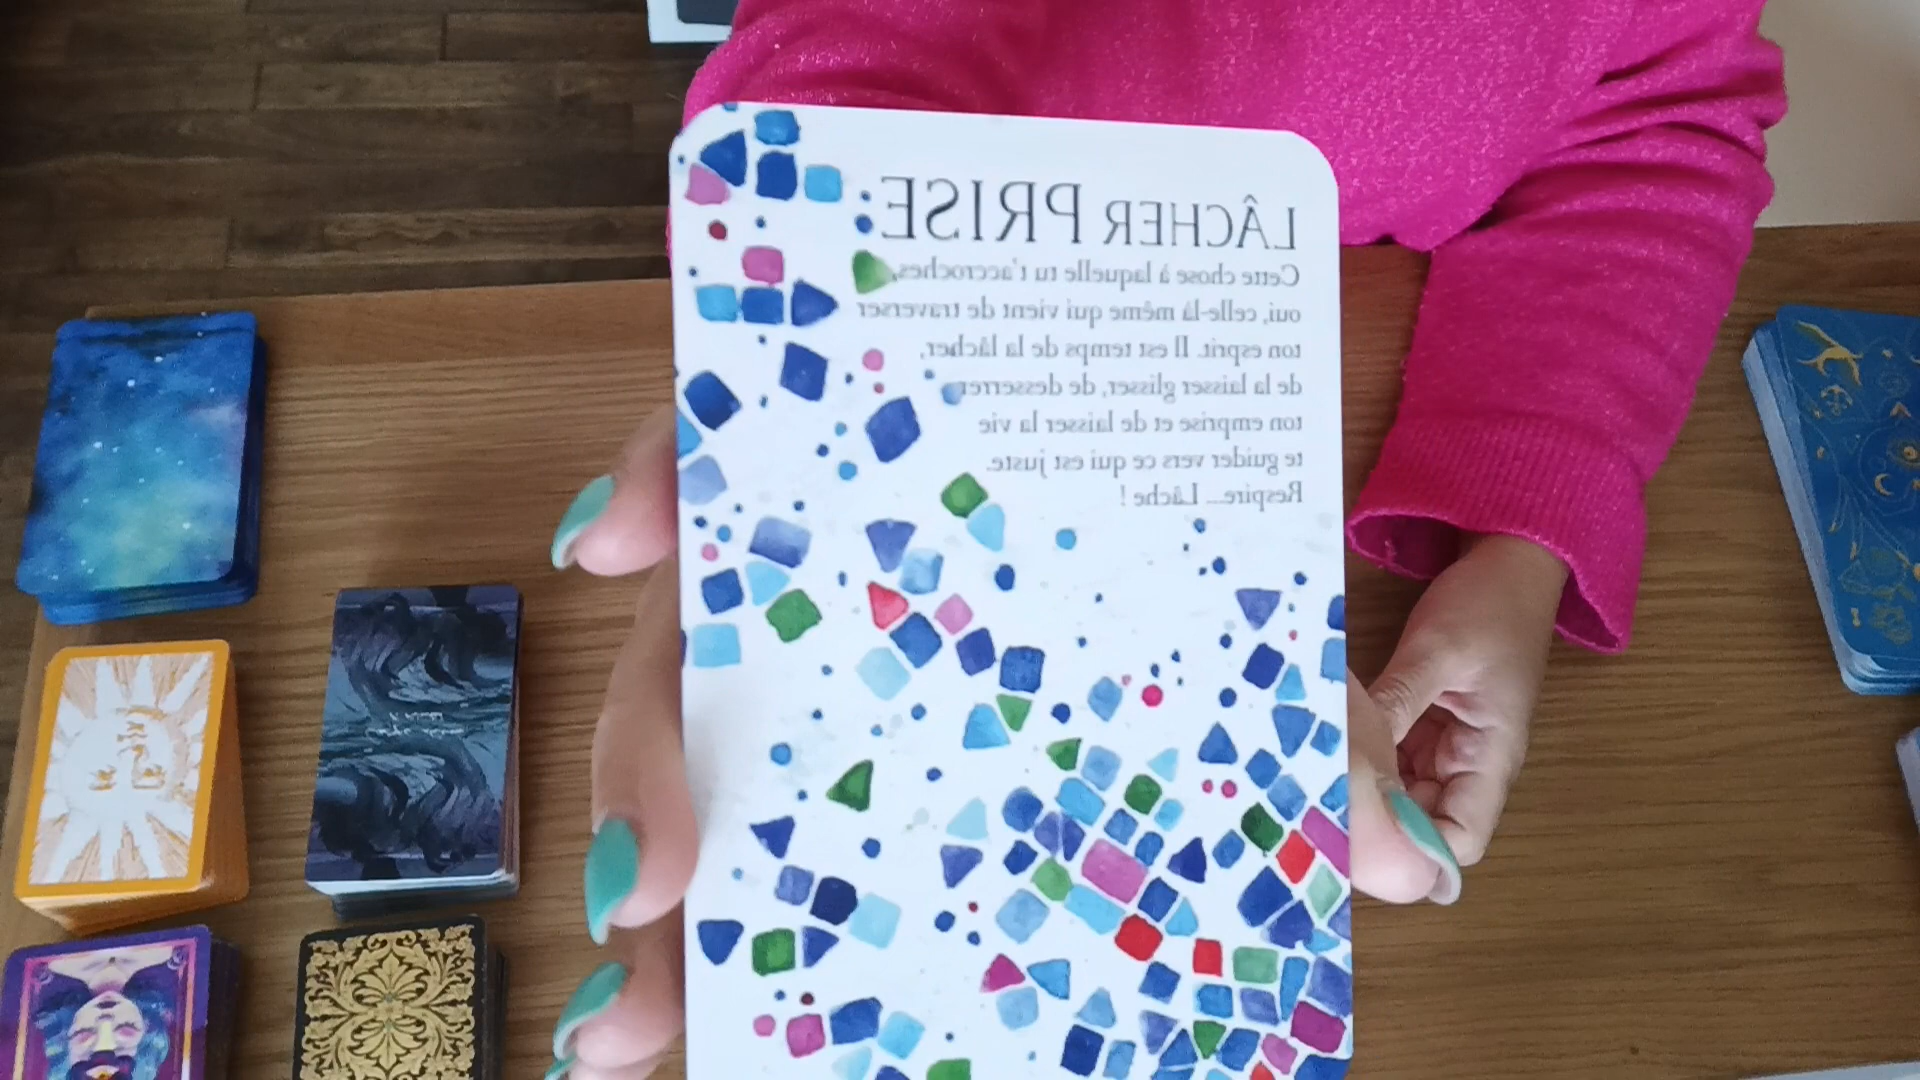 LÂCHER PRISE :
Cette chose à laquelle tu t'accroches,
oui, celle-là même qui vient de traverser
ton esprit. Il est temps de la lâcher,
de la laisser glisser, de desserrer
ton emprise et de laisser la vie
te guider vers ce qui est juste.
Respire... Lâche !